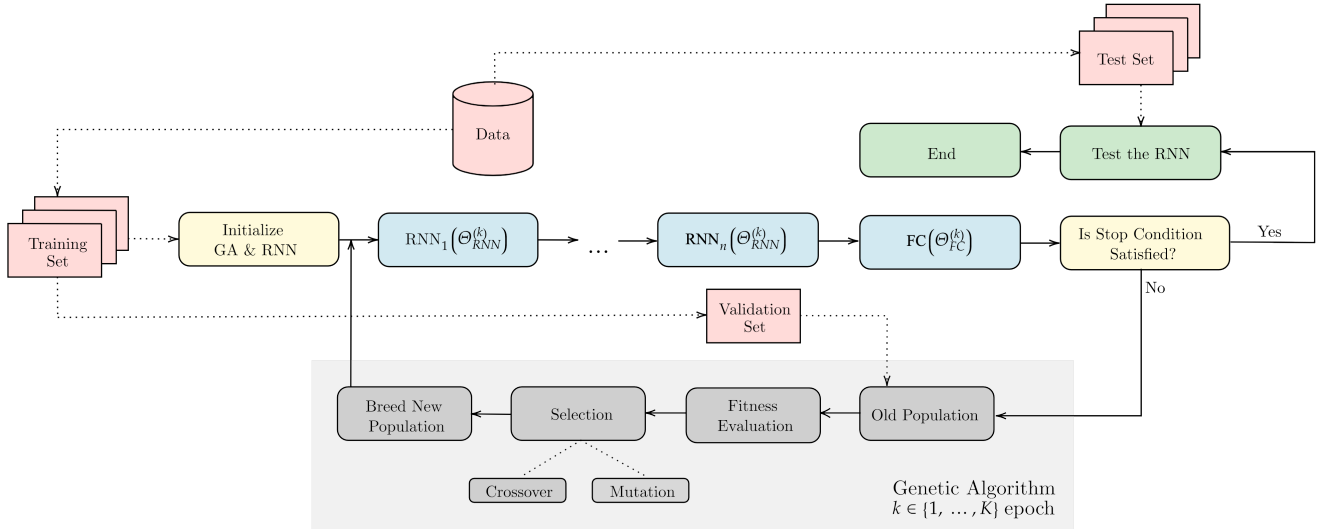 Test Set
Data
End
Test the RNN
Training
Set
Initialize
GA & RNN
RNN₁(Θ_RNN^(k))
...
RNNₙ(Θ_RNN^(k))
FC(Θ_FC^(k))
Is Stop Condition
Satisfied?
Yes
No
Validation
Set
Breed New
Population
Selection
Fitness
Evaluation
Old Population
Crossover
Mutation
Genetic Algorithm
k ∈ {1, ... , K} epoch